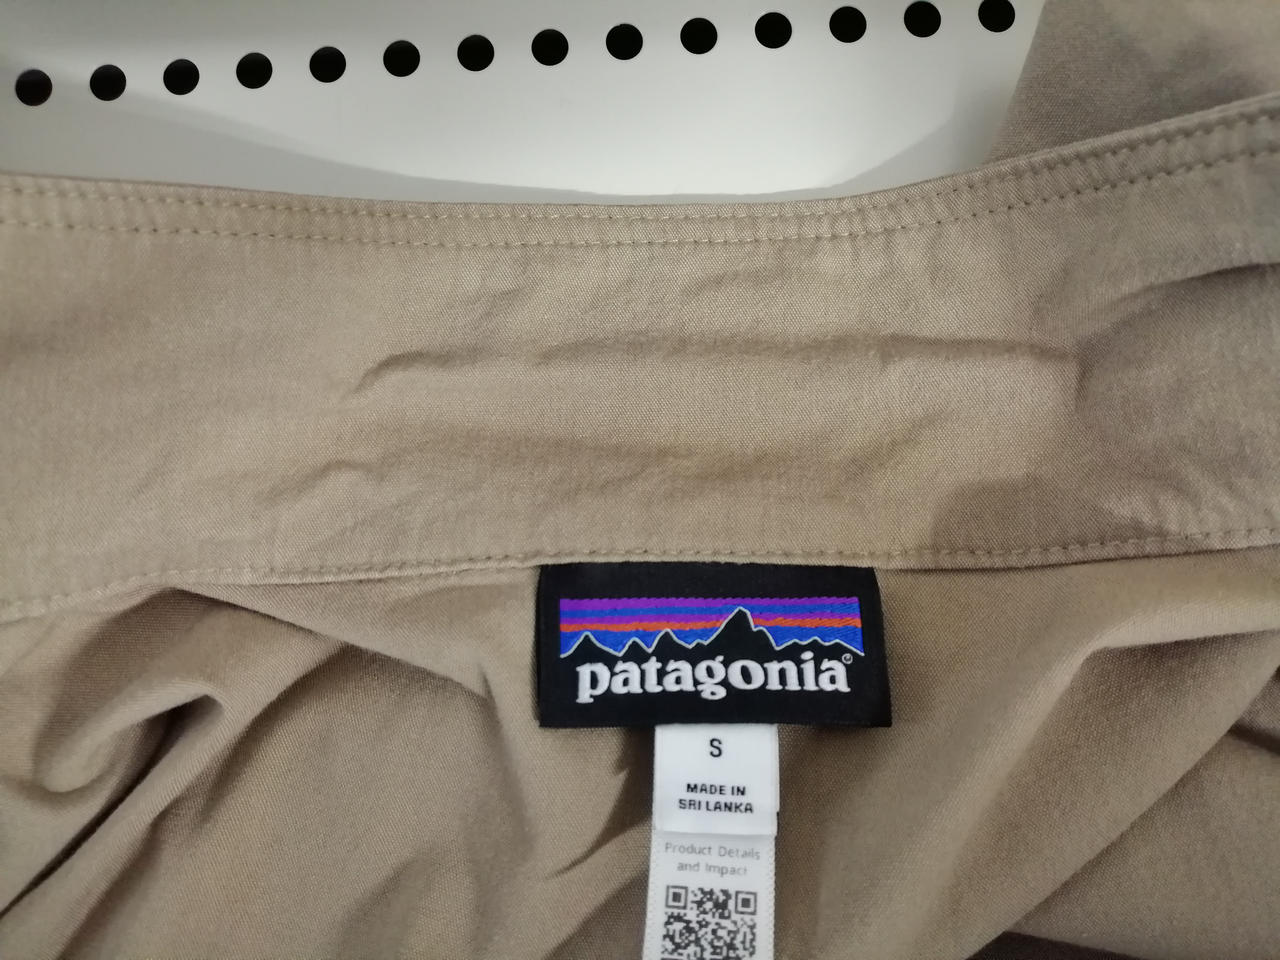 patagonia®
S
MADE IN
SRI LANKA
Product Details
and Impact